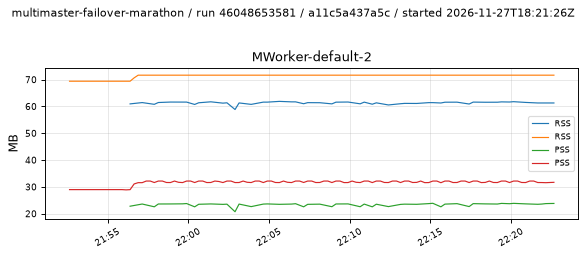 multimaster-failover-marathon / run 46048653581 / a11c5a437a5c / started 2026-11-27T18:21:26Z
MWorker-default-2
MB
70
60
50
40
30
20
RSS
RSS
PSS
PSS
21:55
22:00
22:05
22:10
22:15
22:20